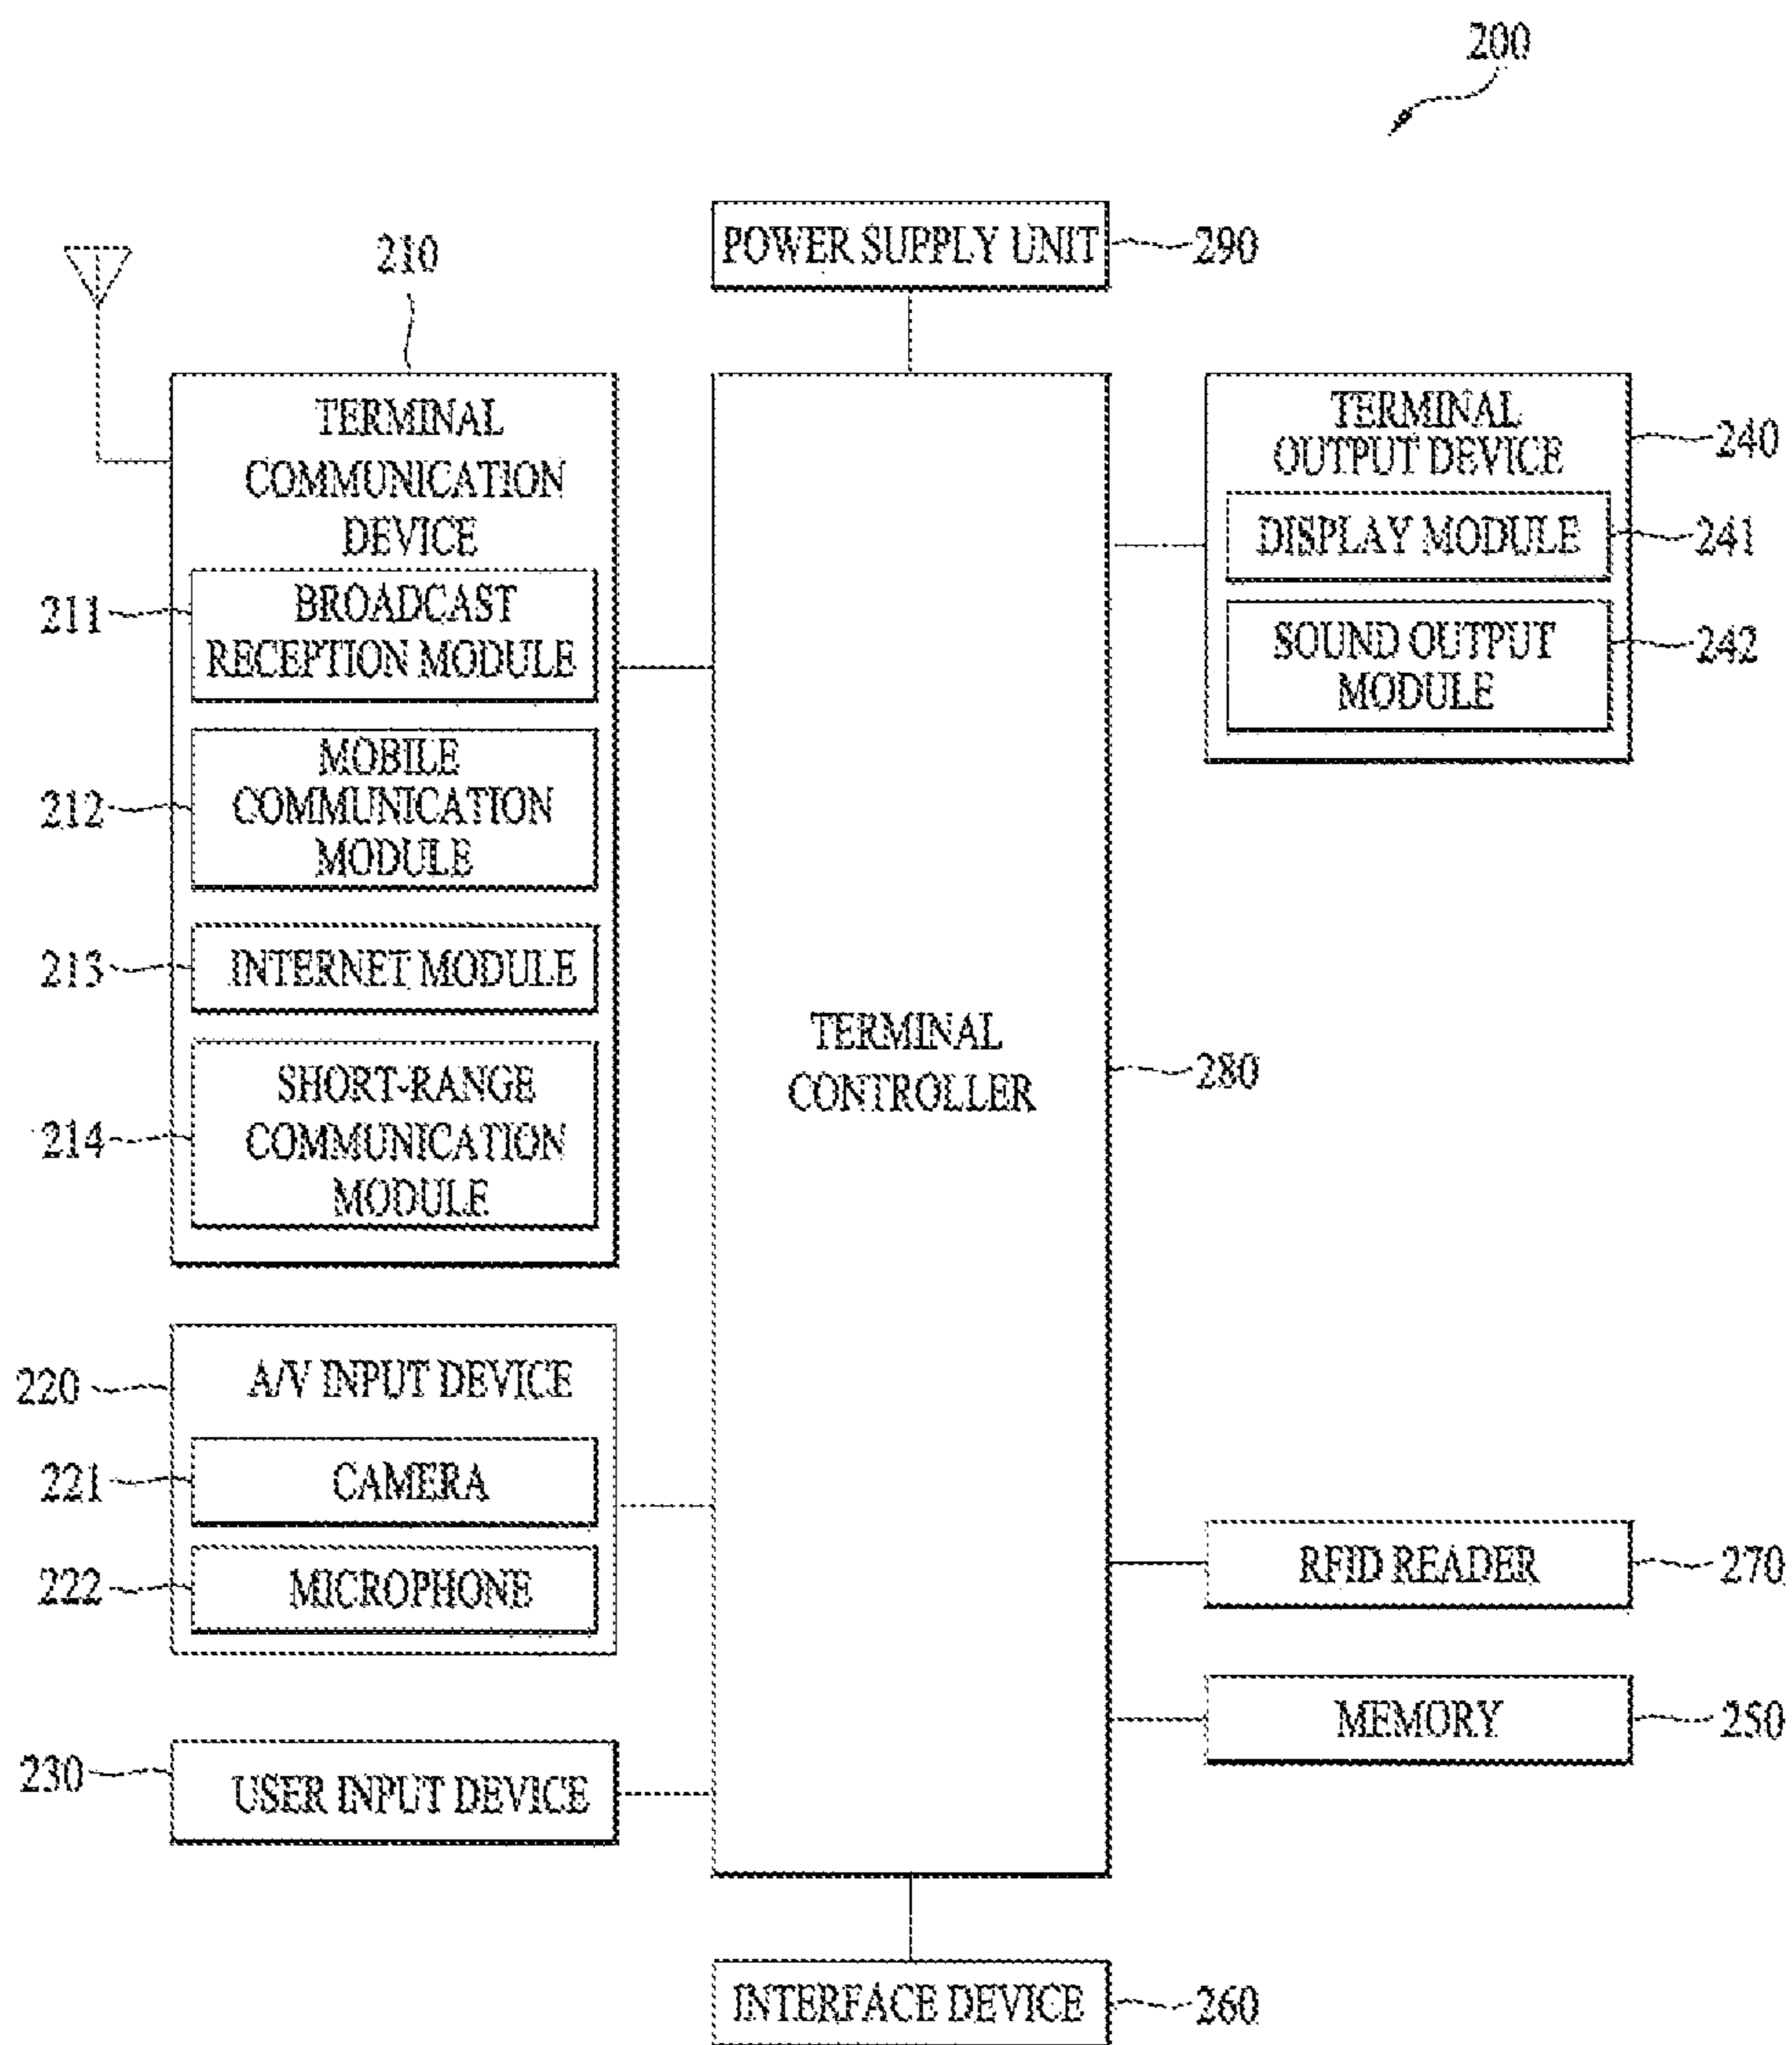 200
POWER SUPPLY UNIT
290
210
TERMINAL
COMMUNICATION
DEVICE
211
BROADCAST
RECEPTION MODULE
212
MOBILE
COMMUNICATION
MODULE
213
INTERNET MODULE
214
SHORT-RANGE
COMMUNICATION
MODULE
220
A/V INPUT DEVICE
221
CAMERA
222
MICROPHONE
230
USER INPUT DEVICE
TERMINAL
CONTROLLER
280
TERMINAL
OUTPUT DEVICE
240
DISPLAY MODULE
241
SOUND OUTPUT
MODULE
242
RFID READER
270
MEMORY
250
INTERFACE DEVICE
260